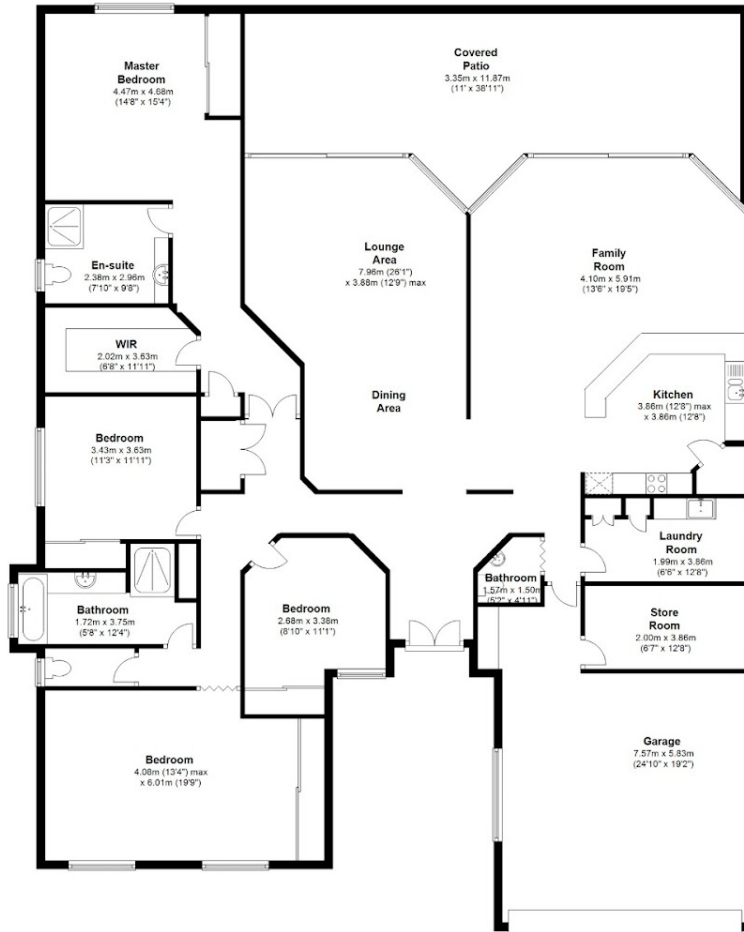 Master
Bedroom
4.47m x 4.68m
(14'8" x 15'4")
Covered
Patio
3.35m x 11.87m
(11' x 38'11")
En-suite
2.38m x 2.96m
(7'10" x 9'8")
Lounge
Area
7.96m (26'1")
x 3.88m (12'9") max
Family
Room
4.10m x 5.91m
(13'6" x 19'5")
WIR
2.02m x 3.63m
(6'8" x 11'11")
Dining
Area
Kitchen
3.86m (12'8") max
x 3.86m (12'8")
Bedroom
3.43m x 3.63m
(11'3" x 11'11")
Laundry
Room
1.99m x 3.86m
(6'6" x 12'8")
Bathroom
1.57m x 1.50m
(5'2" x 4'11")
Bathroom
1.72m x 3.75m
(5'8" x 12'4")
Bedroom
2.68m x 3.38m
(8'10" x 11'1")
Store
Room
2.00m x 3.86m
(6'7" x 12'8")
Bedroom
4.08m (13'4") max
x 6.01m (19'9")
Garage
7.57m x 5.83m
(24'10" x 19'2")